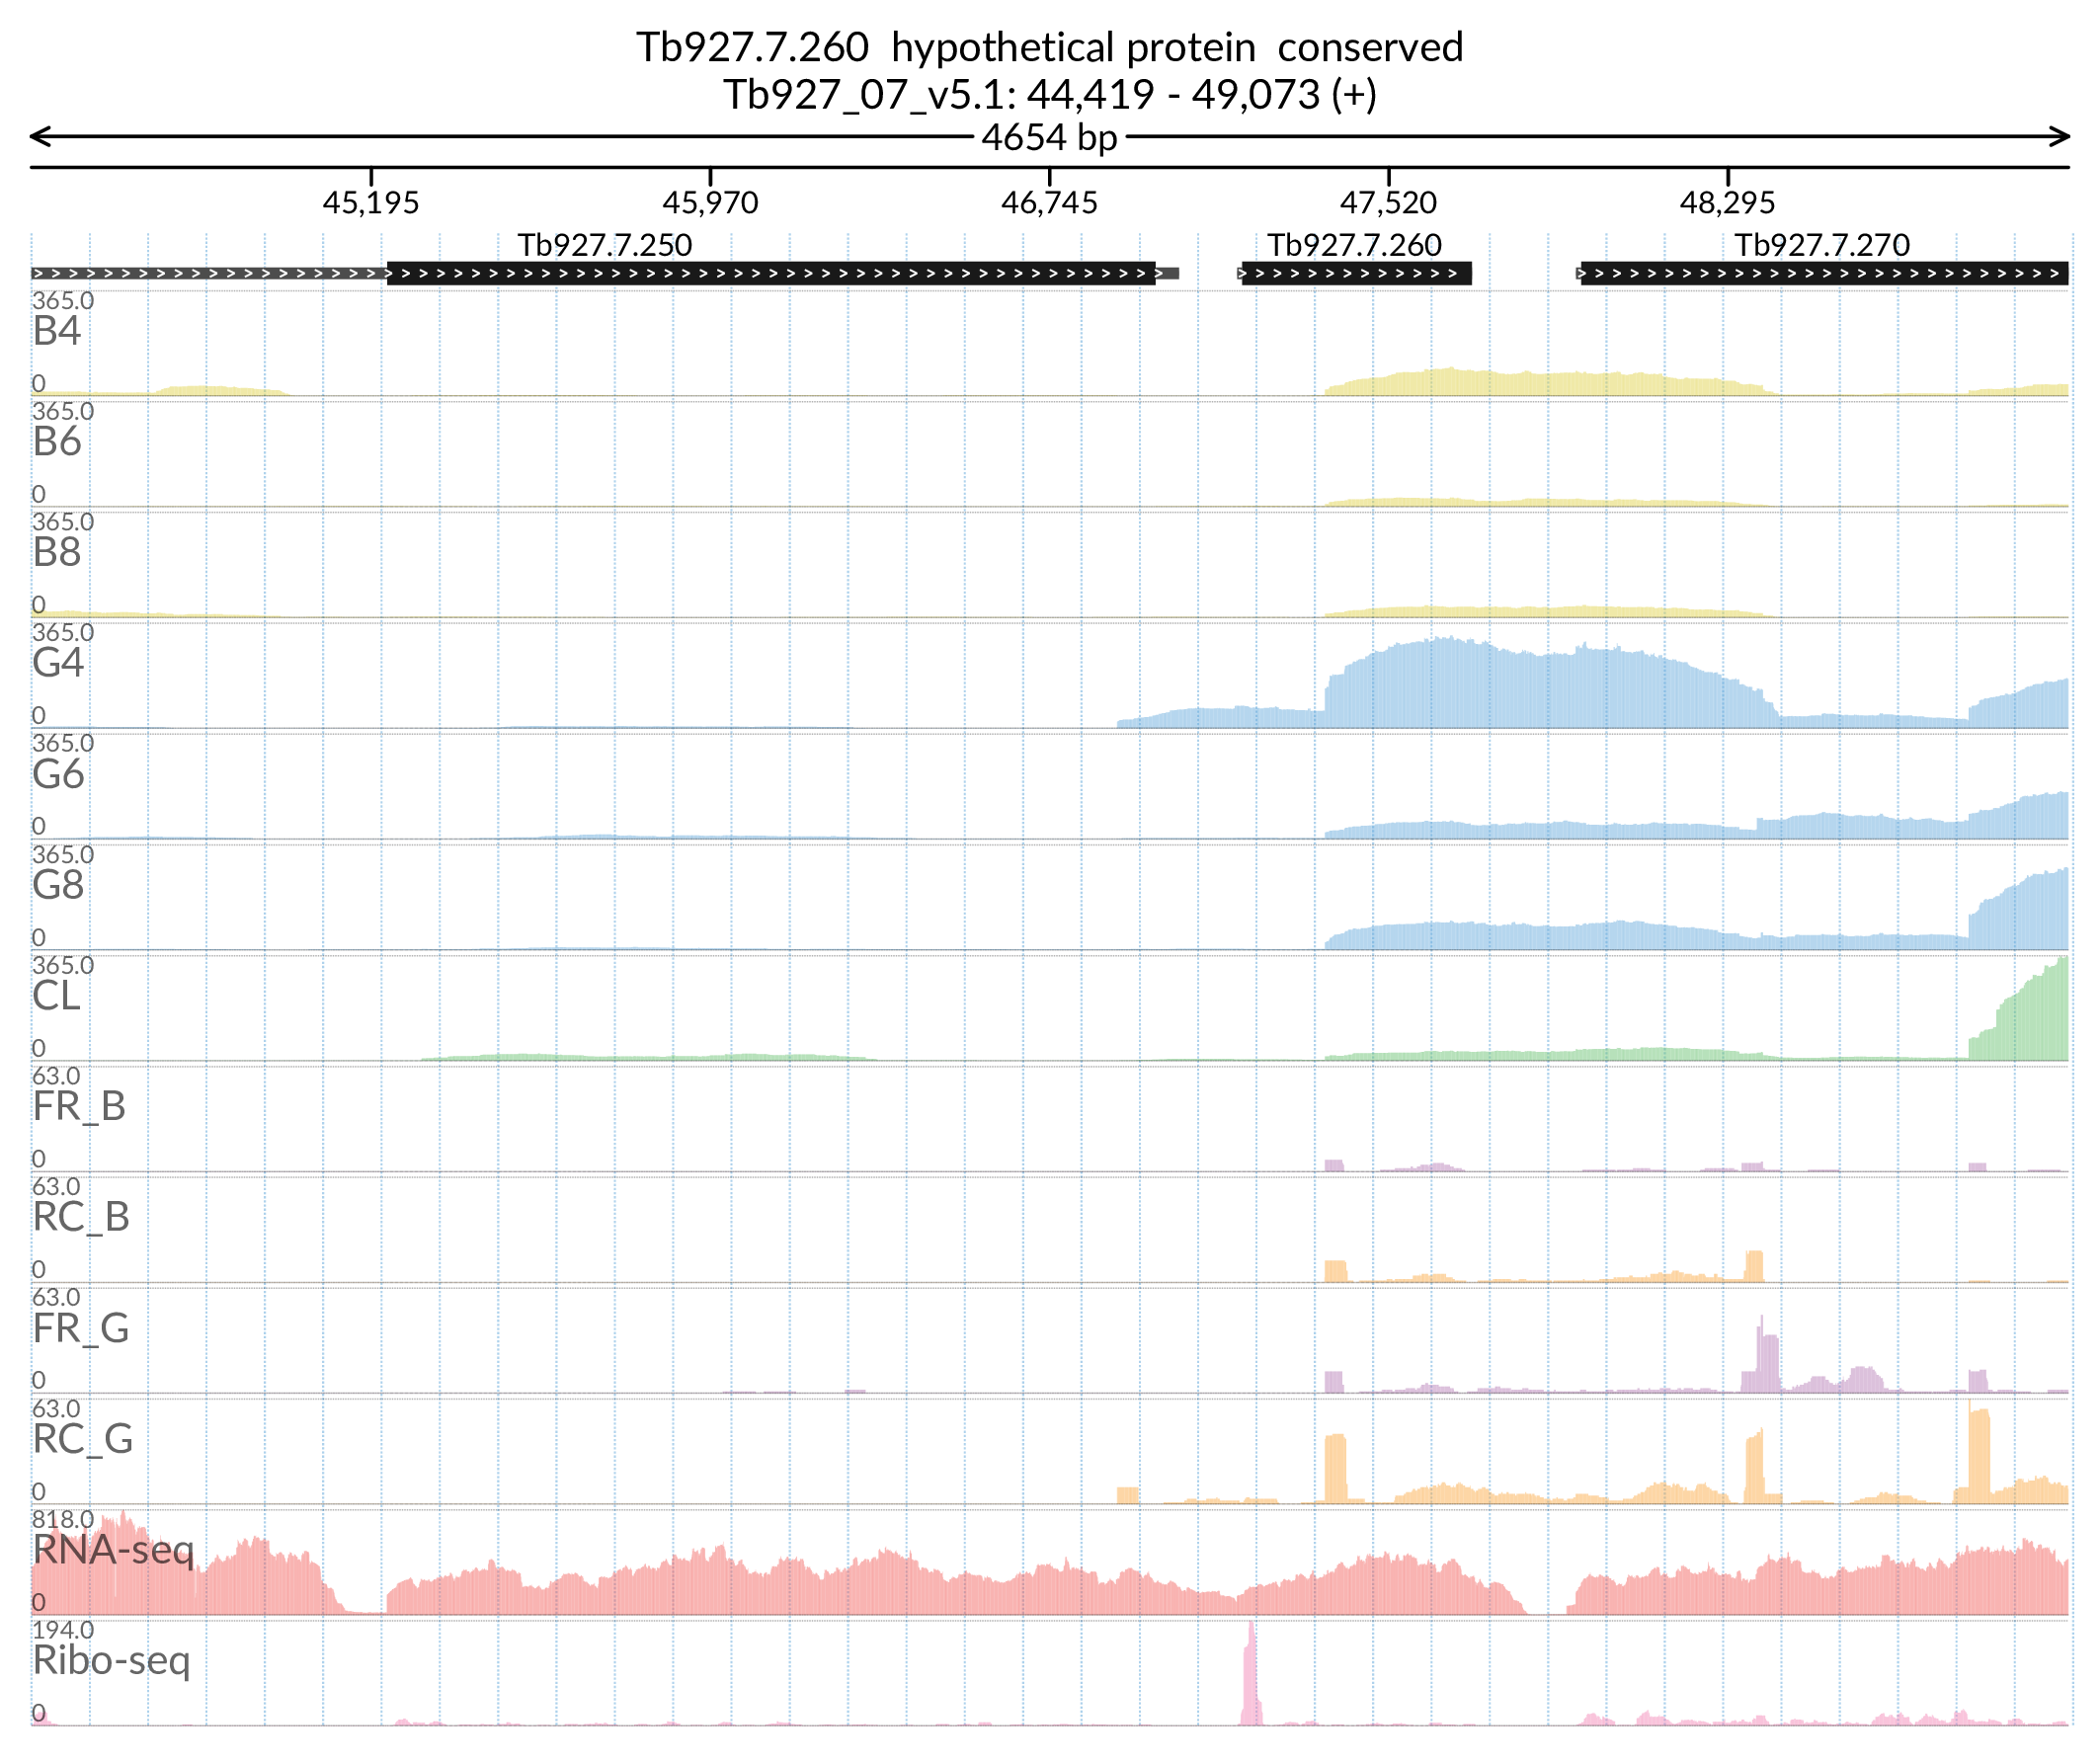 Tb927.7.260 hypothetical protein conserved
Tb927_07_v5.1: 44,419 - 49,073 (+)
4654 bp
45,195 45,970 46,745 47,520 48,295
Tb927.7.250 Tb927.7.260 Tb927.7.270
365.0
B4
0
365.0
B6
0
365.0
B8
0
365.0
G4
0
365.0
G6
0
365.0
G8
0
365.0
CL
0
63.0
FR_B
0
63.0
RC_B
0
63.0
FR_G
0
63.0
RC_G
0
818.0
RNA-seq
0
194.0
Ribo-seq
0